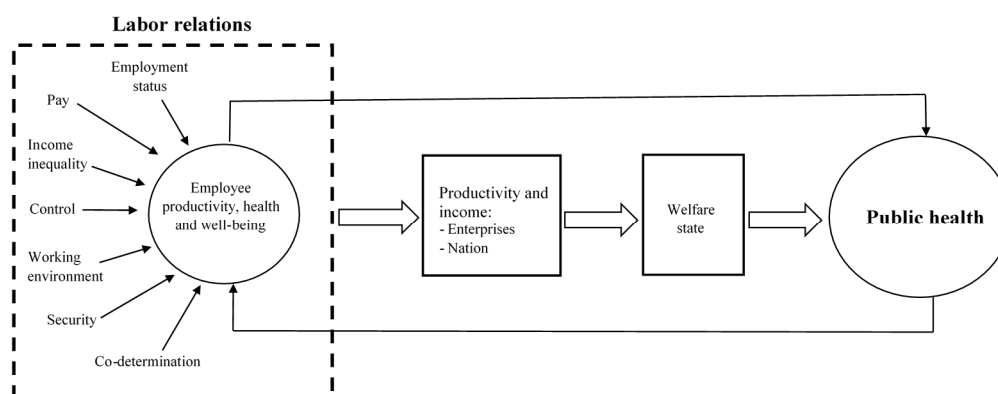 Labor relations
Employment
status
Pay
Income
inequality
Control
Working
environment
Security
Co-determination
Employee
productivity, health
and well-being
Productivity and
income:
- Enterprises
- Nation
Welfare
state
Public health